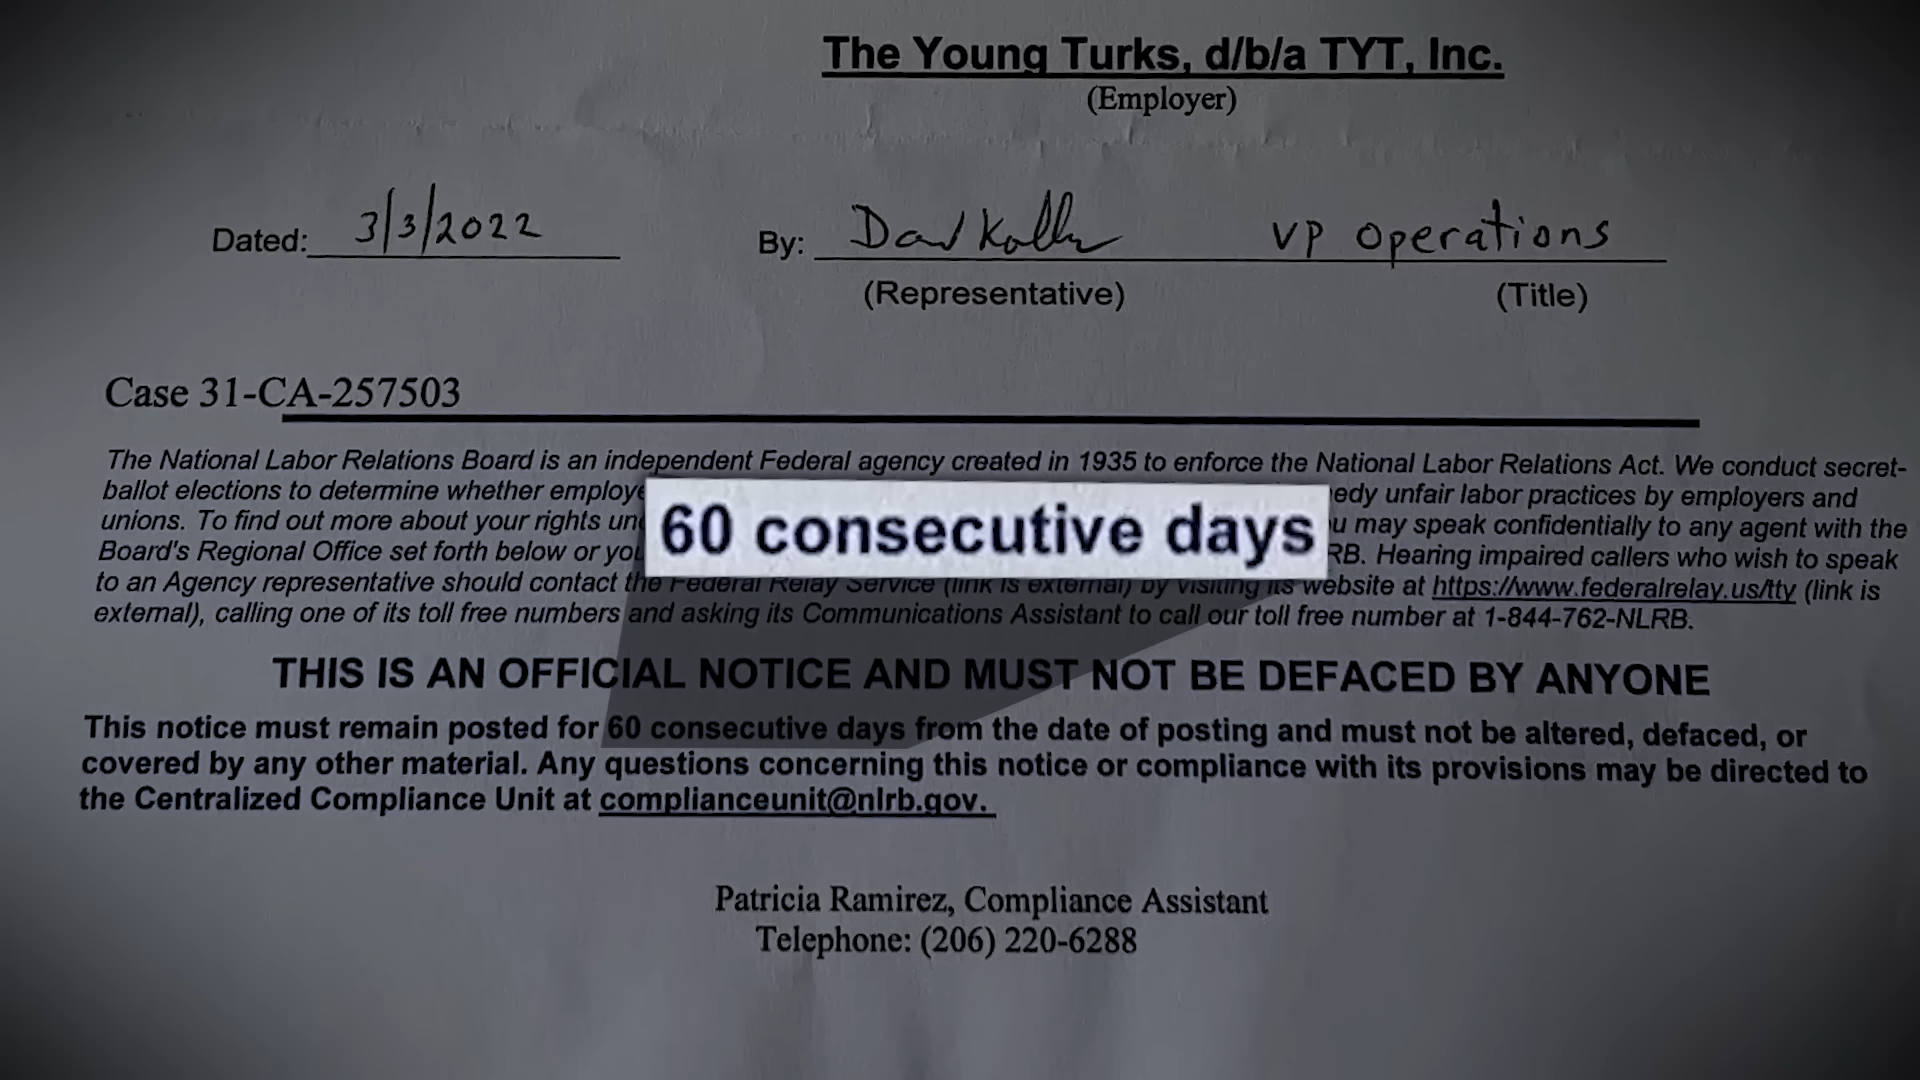 The Young Turks, d/b/a TYT, Inc.
(Employer)
Dated: 3/3/2022 By: VP operations
(Representative) (Title)
Case 31-CA-257503
The National Labor Relations Board is an independent Federal agency created in 1935 to enforce the National Labor Relations Act. We conduct secret-
ballot elections to determine whether edy unfair labor practices by employers and
unions. To find out more about your rights u may speak confidentially to any agent with the
60 consecutive days
Board's Regional Office set forth below or RB. Hearing impaired callers who wish to speak
to an Agency representative should contact the Federal Relay Service (link is external) by visiting its website at https://www.federalrelay.us/tty (link is
external), calling one of its toll free numbers and asking its Communications Assistant to call our toll free number at 1-844-762-NLRB.
THIS IS AN OFFICIAL NOTICE AND MUST NOT BE DEFACED BY ANYONE
This notice must remain posted for 60 consecutive days from the date of posting and must not be altered, defaced, or
covered by any other material. Any questions concerning this notice or compliance with its provisions may be directed to
the Centralized Compliance Unit at complianceunit@nlrb.gov.
Patricia Ramirez, Compliance Assistant
Telephone: (206) 220-6288